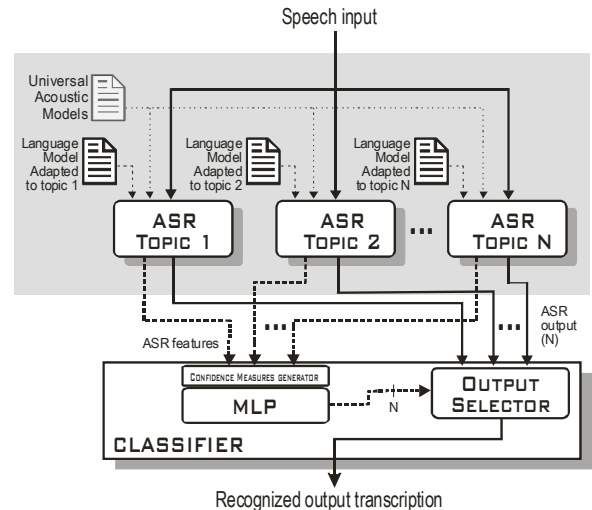 Speech input
Universal
Acoustic
Models
Language
Model
Adapted
to topic 1
Language
Model
Adapted
to topic 2
Language
Model
Adapted
to topic N
ASR
TOPIC 1
ASR
TOPIC 2
...
ASR
TOPIC N
ASR features
...
...
ASR
output
(N)
CONFIDENCE MEASURES GENERATOR
MLP
N
OUTPUT
SELECTOR
CLASSIFIER
Recognized output transcription